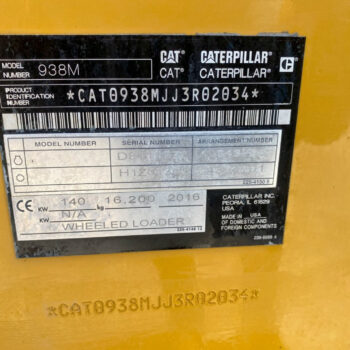 MODEL NUMBER 938M CAT CATERPILLAR
CAT® CATERPILLAR®
PRODUCT IDENTIFICATION NUMBER *CAT0938MJJ3R02034*
MODEL NUMBER SERIAL NUMBER ARRANGEMENT NUMBER
CE KW 140 kg 16,200 2016
KW N/A
WHEELED LOADER
CATERPILLAR INC.
PEORIA, IL 61629
USA
MADE IN USA
OF DOMESTIC AND
FOREIGN COMPONENTS
*CAT0938MJJ3R02034*